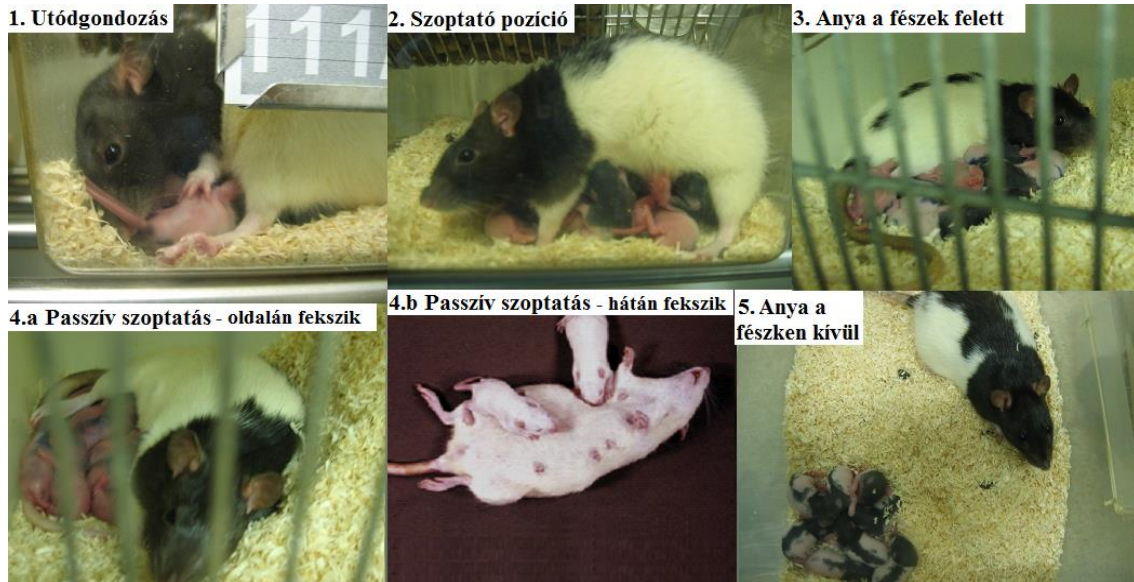 1. Utódgondozás
2. Szoptató pozíció
3. Anya a fészek felett
111
4.a Passzív szoptatás - oldalán fekszik
4.b Passzív szoptatás - hátán fekszik
5. Anya a
fészken kívül